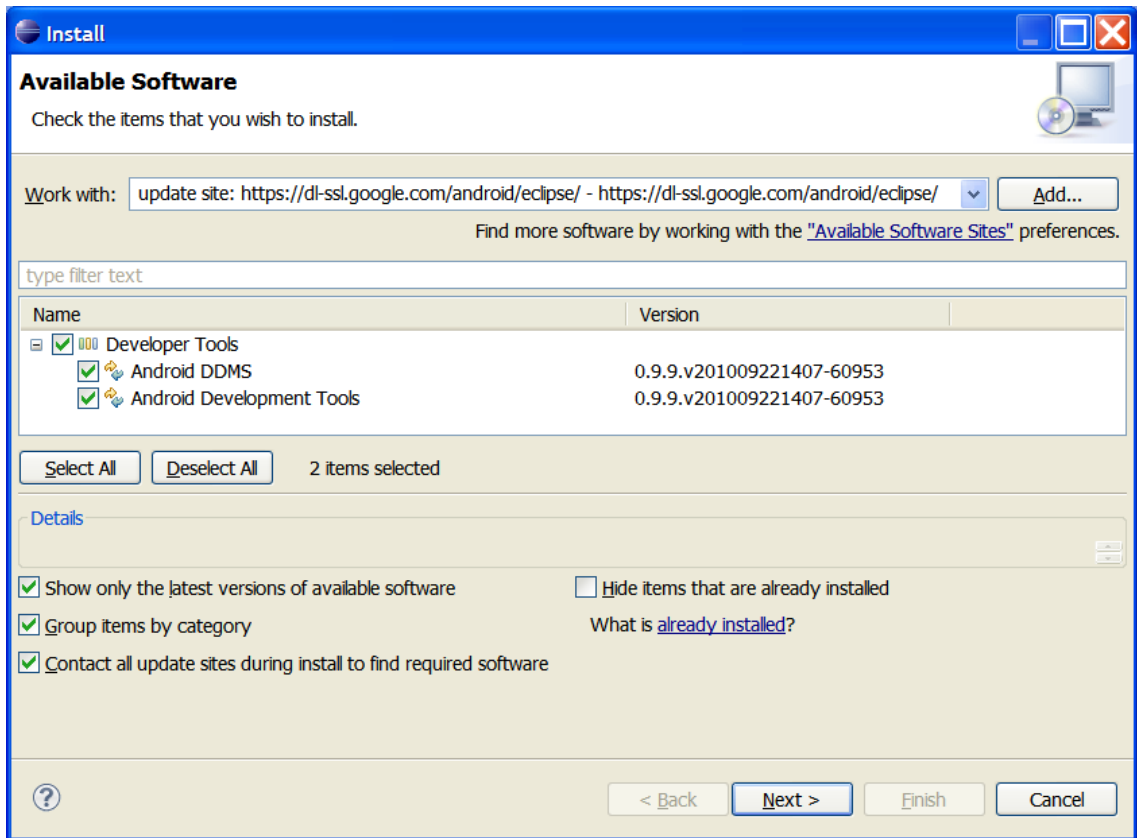 Install
Available Software
Check the items that you wish to install.
Work with: update site: https://dl-ssl.google.com/android/eclipse/ - https://dl-ssl.google.com/android/eclipse/ Add...
Find more software by working with the "Available Software Sites" preferences.
type filter text
Name Version
Developer Tools
Android DDMS 0.9.9.v201009221407-60953
Android Development Tools 0.9.9.v201009221407-60953
Select All Deselect All 2 items selected
Details
Show only the latest versions of available software Hide items that are already installed
Group items by category What is already installed?
Contact all update sites during install to find required software
? < Back Next > Finish Cancel